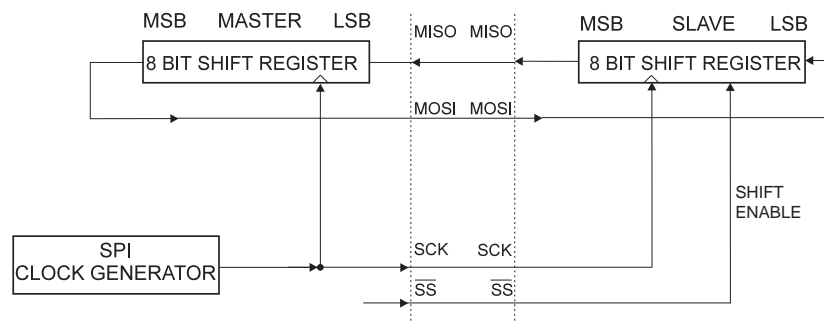 MSB MASTER LSB
MISO MISO
MSB SLAVE LSB
8 BIT SHIFT REGISTER
8 BIT SHIFT REGISTER
MOSI MOSI
SHIFT
ENABLE
SPI
CLOCK GENERATOR
SCK SCK
SS SS